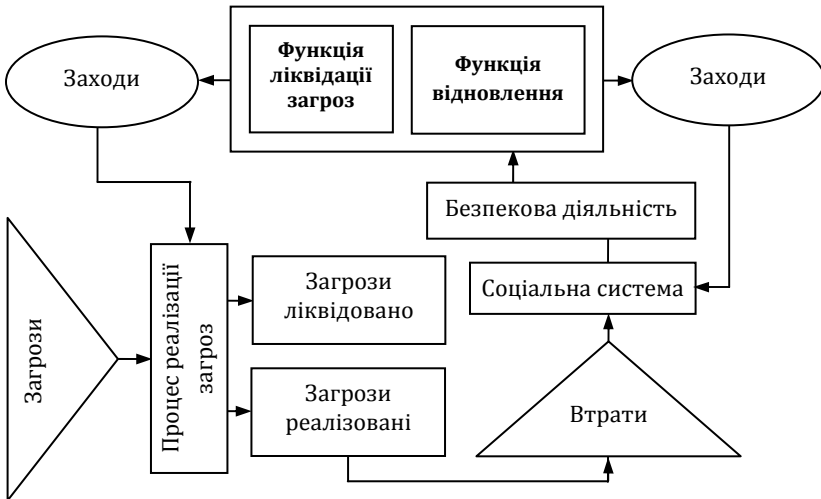 Заходи
Функція
ліквідації
загроз
Функція
відновлення
Заходи
Безпекова діяльність
Соціальна система
Загрози
Процес реалізації
загроз
Загрози
ліквідовано
Загрози
реалізовані
Втрати